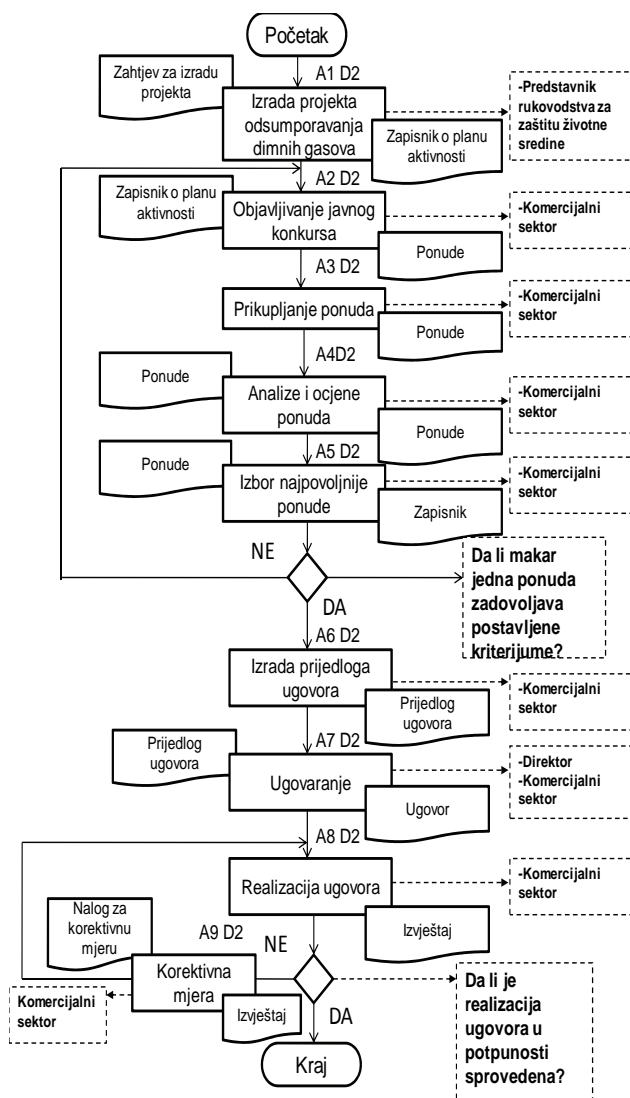 Početak
Zahtjev za izradu
projekta
A1 D2
Izrada projekta
odsumporavanja
dimnih gasova
-Predstavnik
rukovodstva za
zaštitu životne
sredine
Zapisnik o planu
aktivnosti
A2 D2
Zapisnik o planu
aktivnosti
Objavljivanje javnog
konkursa
-Komercijalni
sektor
Ponude
A3 D2
Prikupljanje ponuda
-Komercijalni
sektor
Ponude
A4D2
Ponude
Analize i ocjene
ponuda
-Komercijalni
sektor
Ponude
A5 D2
Ponude
Izbor najpovoljnije
ponude
-Komercijalni
sektor
Zapisnik
NE
Da li makar
jedna ponuda
zadovoljava
postavljene
kriterijume?
DA
A6 D2
Izrada prijedloga
ugovora
-Komercijalni
sektor
Prijedlog
ugovora
A7 D2
Prijedlog
ugovora
Ugovaranje
-Direktor
-Komercijalni
sektor
Ugovor
A8 D2
Realizacija ugovora
-Komercijalni
sektor
Izvještaj
Nalog za
korektivnu
mjeru
A9 D2
NE
Korektivna
mjera
Komercijalni
sektor
Izvještaj
Da li je
realizacija
ugovora u
potpunosti
sprovedena?
DA
Kraj